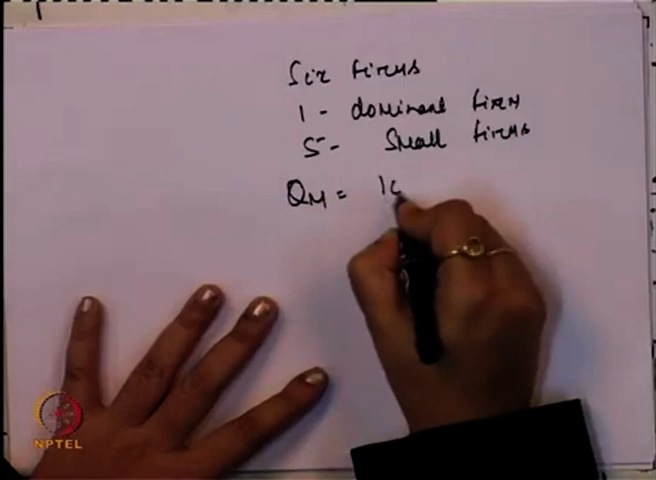 Six firms
1 - dominant firm
5 - Small firms
QM = 1
NPTEL